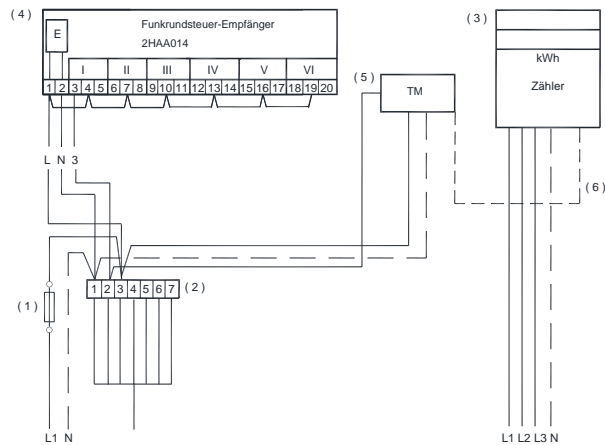 ( 4 )
Funkrundsteuer-Empfänger
E
2HAA014
I II III IV V VI
1 2 3 4 5 6 7 8 9 10 11 12 13 14 15 16 17 18 19 20
( 3 )
kWh
Zähler
( 5 )
TM
L N 3
( 6 )
1 2 3 4 5 6 7
( 2 )
( 1 )
L1 N
L1 L2 L3 N